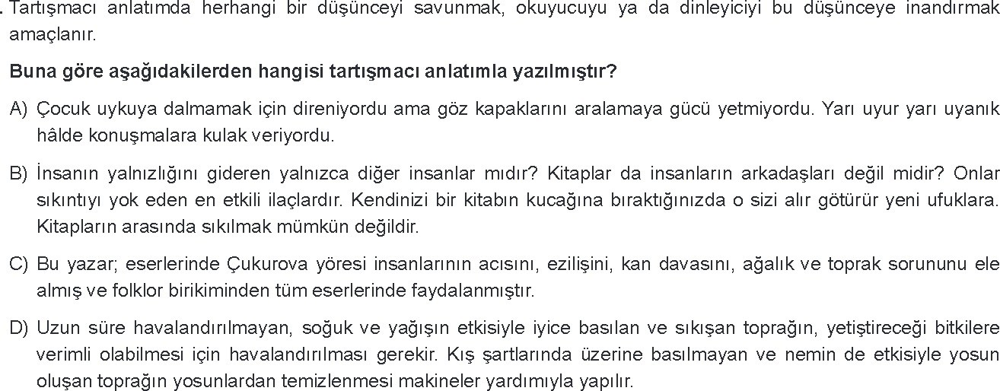 . Tartışmacı anlatımda herhangi bir düşünceyi savunmak, okuyucuyu ya da dinleyiciyi bu düşünceye inandırmak
amaçlanır.
Buna göre aşağıdakilerden hangisi tartışmacı anlatımla yazılmıştır?
A) Çocuk uykuya dalmamak için direniyordu ama göz kapaklarını aralamaya gücü yetmiyordu. Yarı uyur yarı uyanık
hâlde konuşmalara kulak veriyordu.
B) İnsanın yalnızlığını gideren yalnızca diğer insanlar mıdır? Kitaplar da insanların arkadaşları değil midir? Onlar
sıkıntıyı yok eden en etkili ilaçlardır. Kendinizi bir kitabın kucağına bıraktığınızda o sizi alır götürür yeni ufuklara.
Kitapların arasında sıkılmak mümkün değildir.
C) Bu yazar; eserlerinde Çukurova yöresi insanlarının acısını, ezilişini, kan davasını, ağalık ve toprak sorununu ele
almış ve folklor birikiminden tüm eserlerinde faydalanmıştır.
D) Uzun süre havalandırılmayan, soğuk ve yağışın etkisiyle iyice basılan ve sıkışan toprağın, yetiştireceği bitkilere
verimli olabilmesi için havalandırılması gerekir. Kış şartlarında üzerine basılmayan ve nemin de etkisiyle yosun
oluşan toprağın yosunlardan temizlenmesi makineler yardımıyla yapılır.